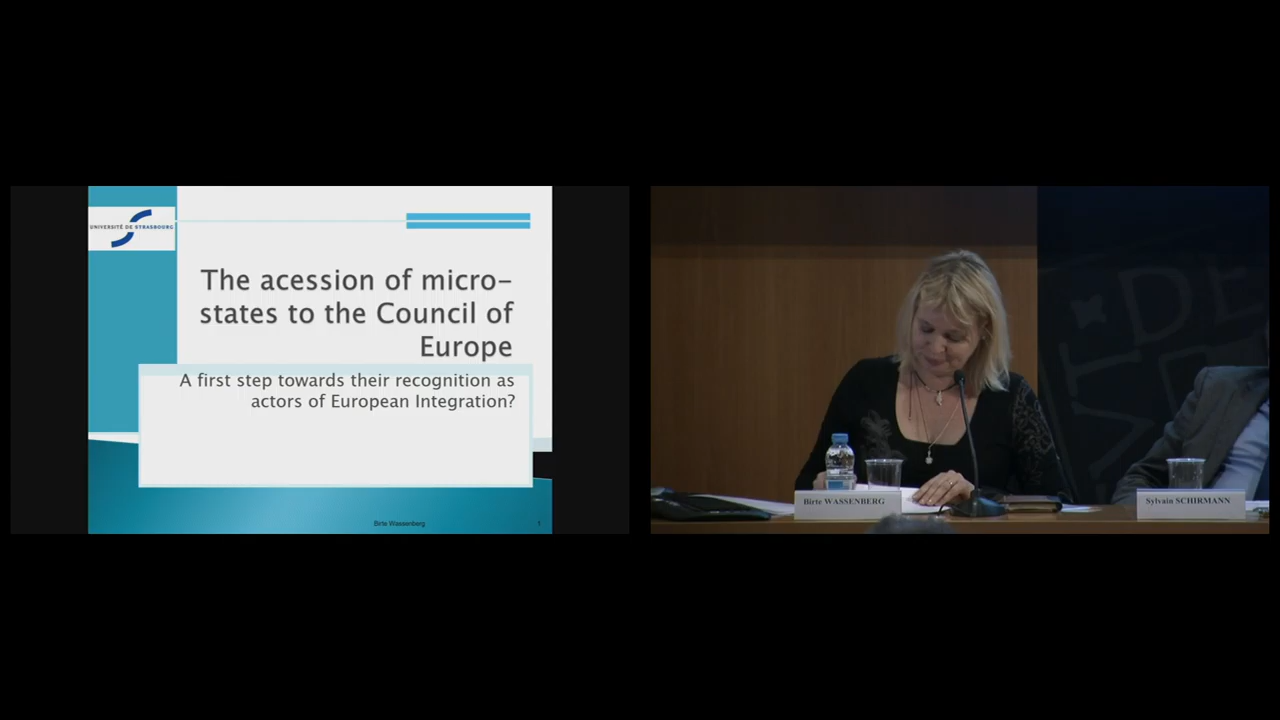 UNIVERSITÉ DE STRASBOURG
The acession of micro-
states to the Council of
Europe
A first step towards their recognition as
actors of European Integration?
Birte Wassenberg
1
Birte WASSENBERG
Sylvain SCHIRMANN
DE